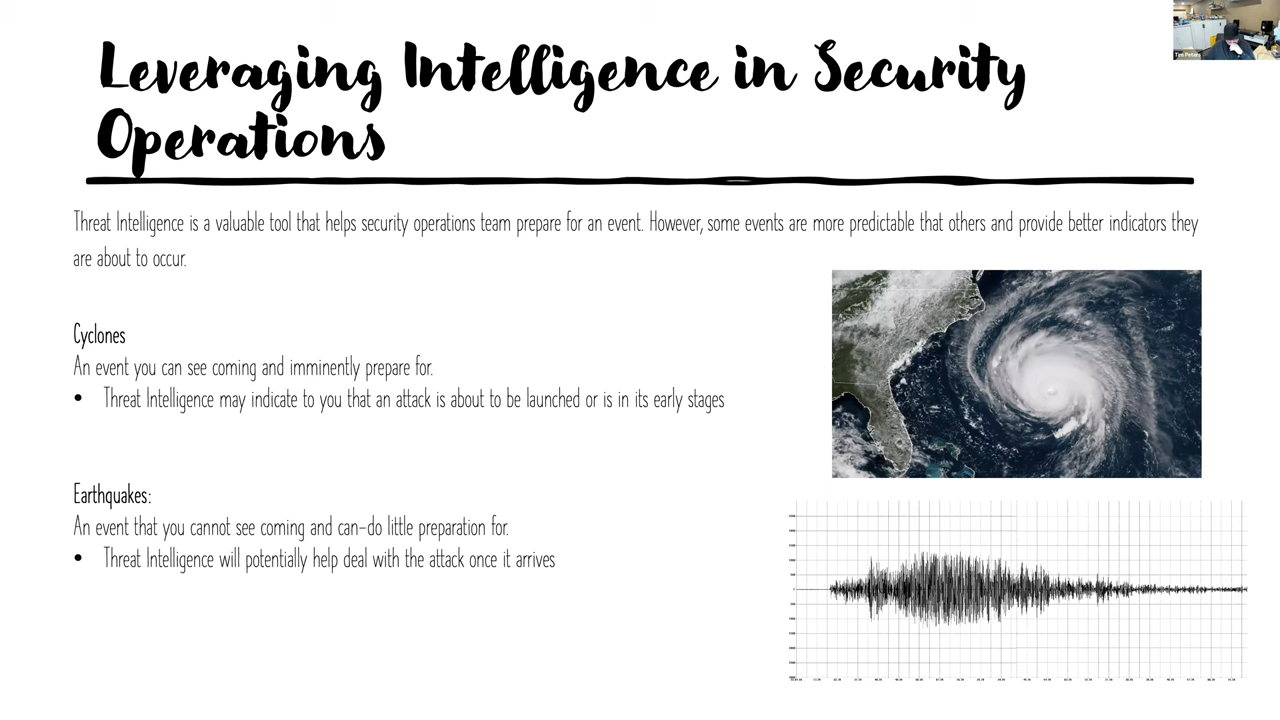 Leveraging Intelligence in Security
Operations
Tim Peters
Threat Intelligence is a valuable tool that helps security operations team prepare for an event. However, some events are more predictable that others and provide better indicators they
are about to occur.
Cyclones
An event you can see coming and imminently prepare for.
• Threat Intelligence may indicate to you that an attack is about to be launched or is in its early stages
Earthquakes:
An event that you cannot see coming and can-do little preparation for.
• Threat Intelligence will potentially help deal with the attack once it arrives